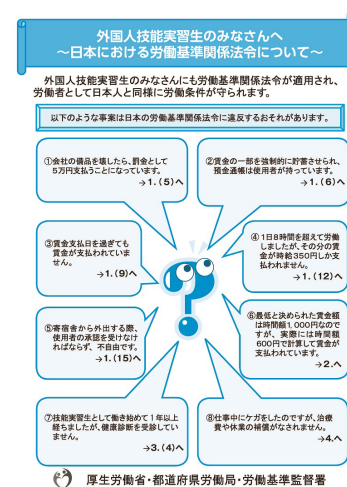 外国人技能実習生のみなさんへ
～日本における労働基準関係法令について～
外国人技能実習生のみなさんにも労働基準関係法令が適用され、
労働者として日本人と同様に労働条件が守られます。
以下のような事案は日本の労働基準関係法令に違反するおそれがあります。
①会社の備品を壊したら、罰金として
5万円支払うことになっています。
→1.（5）へ
②賃金の一部を強制的に貯蓄させられ、
預金通帳は使用者が持っています。
→1.（6）へ
③賃金支払日を過ぎても
賃金が支払われていま
せん。
→1.（9）へ
④1日8時間を超えて労働
しましたが、その分の賃
金が時給350円しか支
払われません。
→1.（12）へ
⑤寄宿舎から外出する際、
使用者の承認を受けなけ
ればならず、不自由です。
→1.（15）へ
⑥最低と決められた賃金額
は時間額1,000円なので
すが、実際には時間額
600円で計算して賃金が
支払われています。
→2.へ
⑦技能実習生として働き始めて1年以上
経ちましたが、健康診断を受診してい
ません。
→3.（4）へ
⑧仕事中にケガをしたのですが、治療
費や休業の補償がなされません。
→4.へ
厚生労働省・都道府県労働局・労働基準監督署